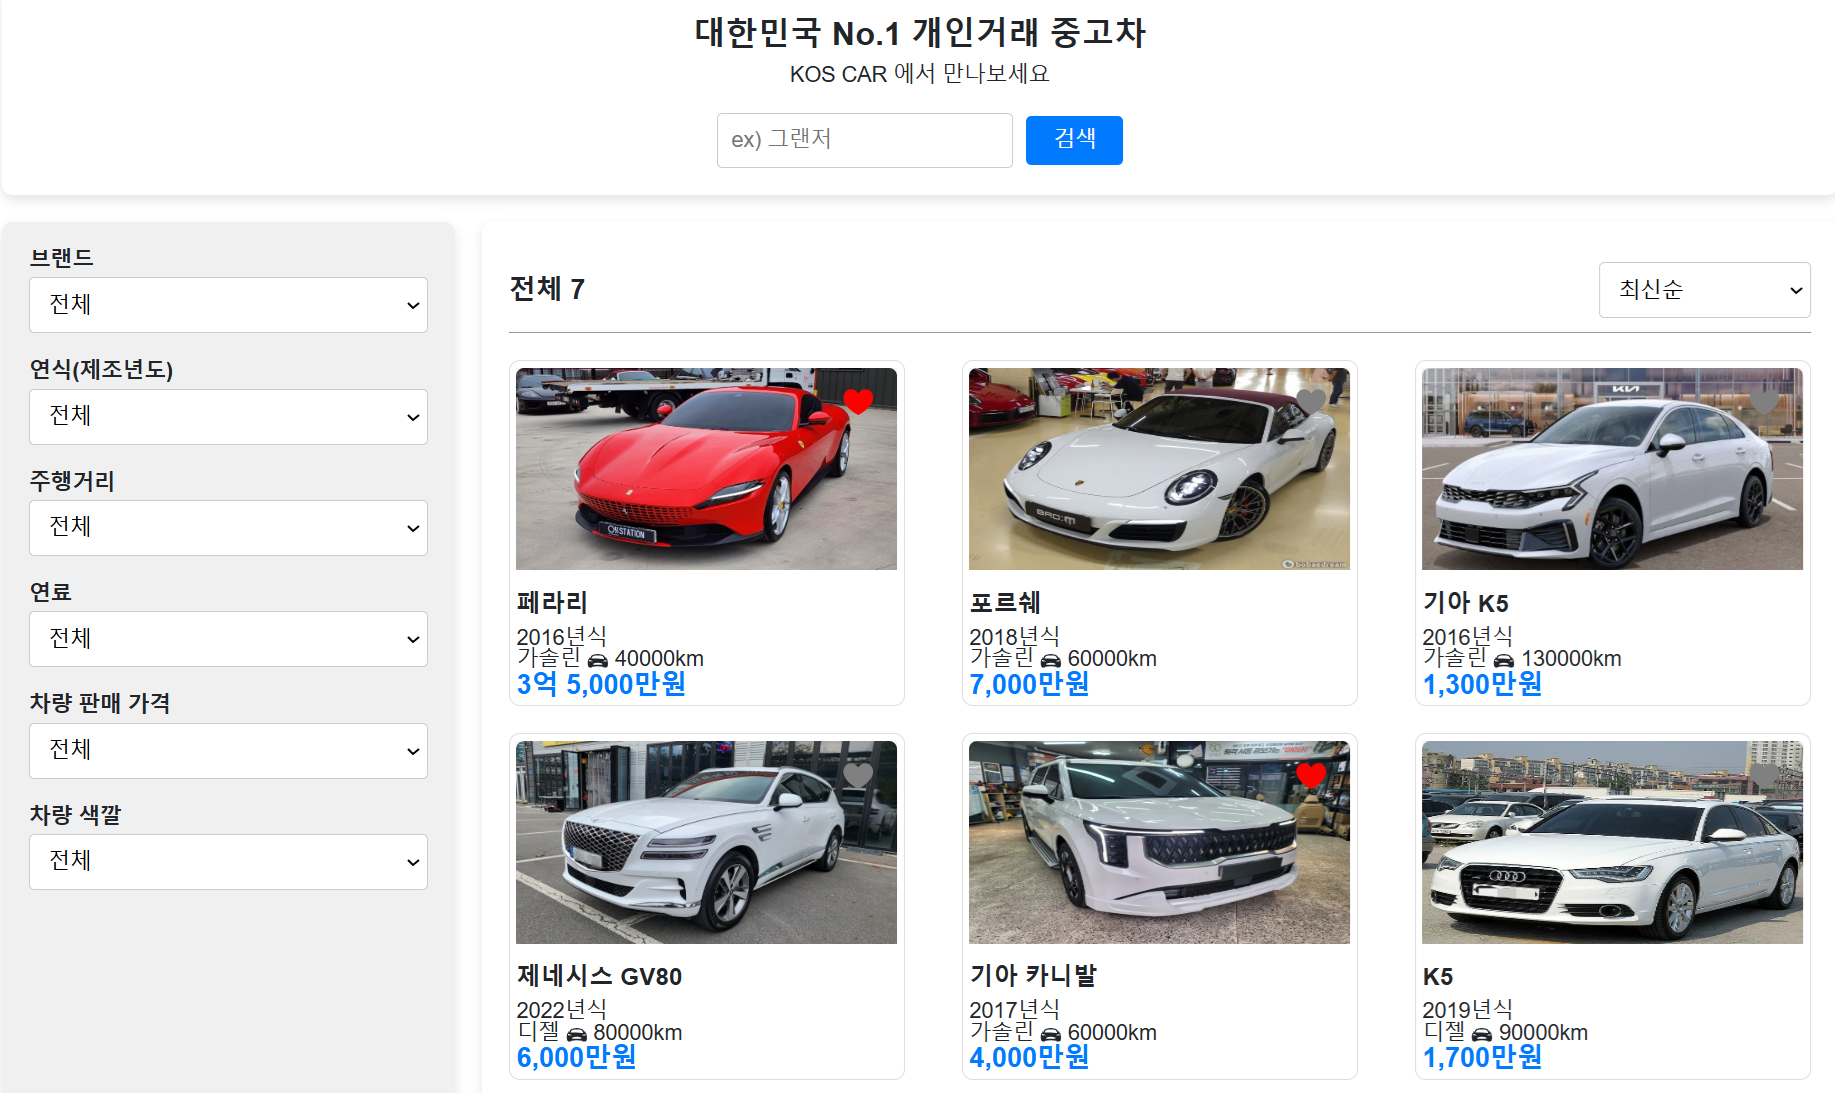 대한민국 No.1 개인거래 중고차
KOS CAR 에서 만나보세요
ex) 그랜저
검색
브랜드
전체
연식(제조년도)
전체
주행거리
전체
연료
전체
차량 판매 가격
전체
차량 색깔
전체
전체 7
최신순
페라리
2016년식
가솔린 40000km
3억 5,000만원
포르쉐
2018년식
가솔린 60000km
7,000만원
KIA
기아 K5
2016년식
가솔린 130000km
1,300만원
제네시스 GV80
2022년식
디젤 80000km
6,000만원
기아 카니발
2017년식
가솔린 60000km
4,000만원
K5
2019년식
디젤 90000km
1,700만원
bobaedream